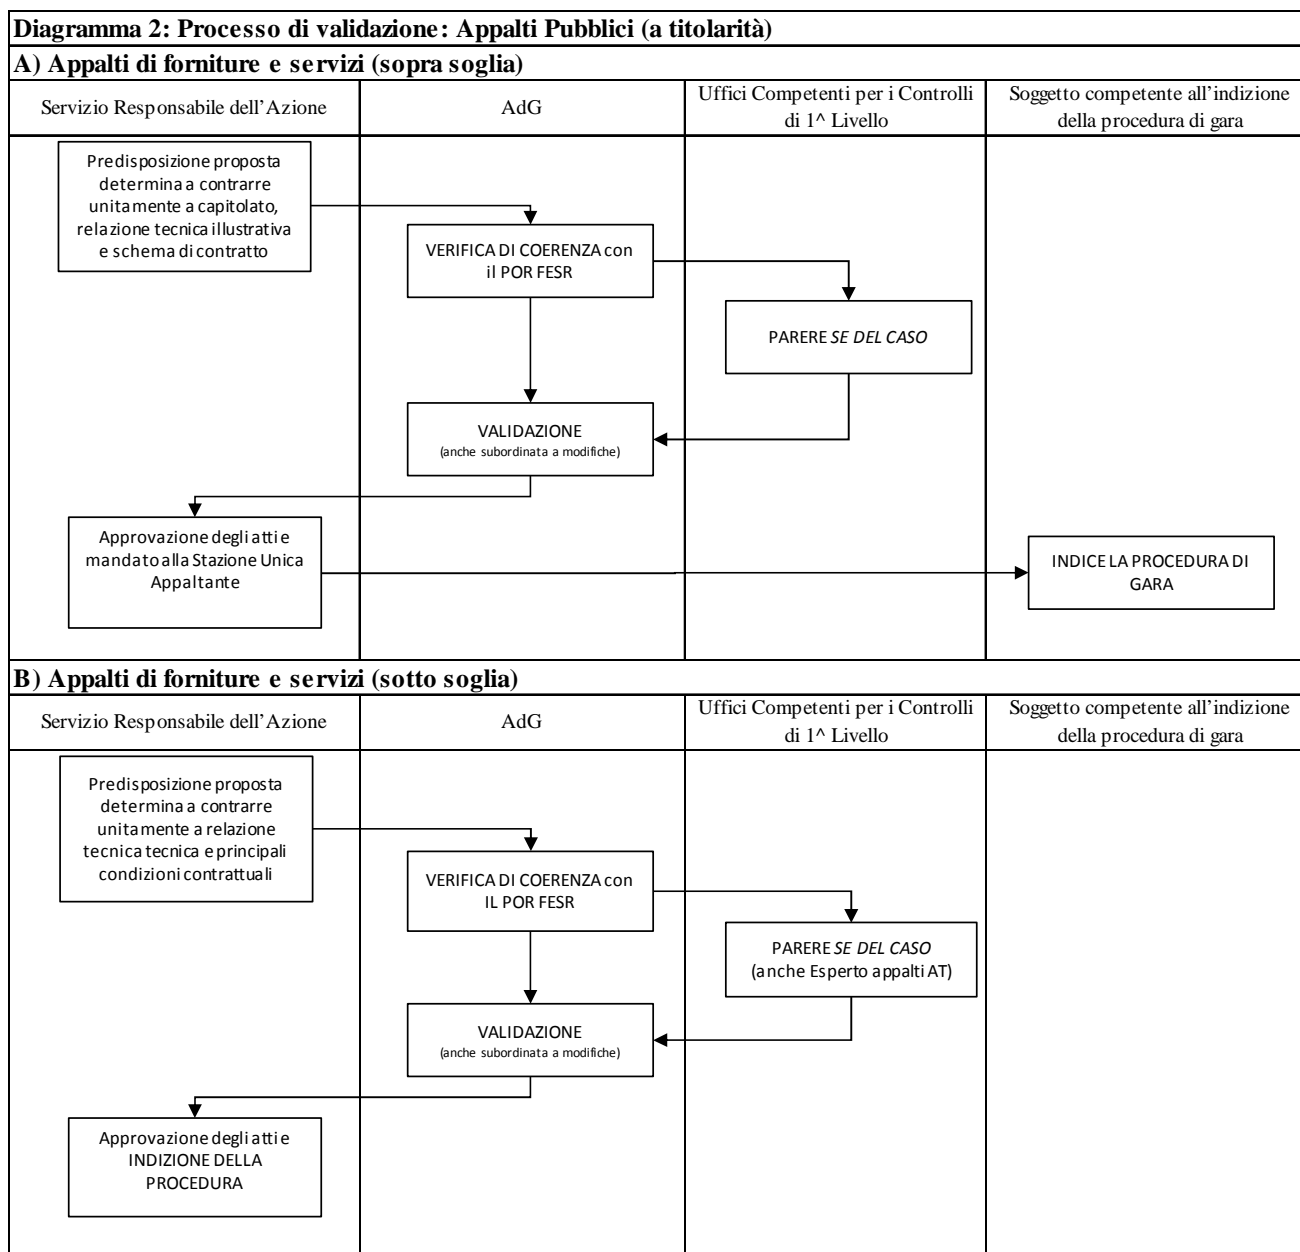 Diagramma 2: Processo di validazione: Appalti Pubblici (a titolarità)
A) Appalti di forniture e servizi (sopra soglia)
Servizio Responsabile dell’Azione
AdG
Uffici Competenti per i Controlli
di 1^ Livello
Soggetto competente all’indizione
della procedura di gara
Predisposizione proposta
determina a contrarre
unitamente a capitolato,
relazione tecnica illustrativa
e schema di contratto
VERIFICA DI COERENZA con
il POR FESR
PARERE SE DEL CASO
VALIDAZIONE
(anche subordinata a modifiche)
Approvazione degli atti e
mandato alla Stazione Unica
Appaltante
INDICE LA PROCEDURA DI
GARA
B) Appalti di forniture e servizi (sotto soglia)
Servizio Responsabile dell’Azione
AdG
Uffici Competenti per i Controlli
di 1^ Livello
Soggetto competente all’indizione
della procedura di gara
Predisposizione proposta
determina a contrarre
unitamente a relazione
tecnica tecnica e principali
condizioni contrattuali
VERIFICA DI COERENZA con
IL POR FESR
PARERE SE DEL CASO
(anche Esperto appalti AT)
VALIDAZIONE
(anche subordinata a modifiche)
Approvazione degli atti e
INDIZIONE DELLA
PROCEDURA